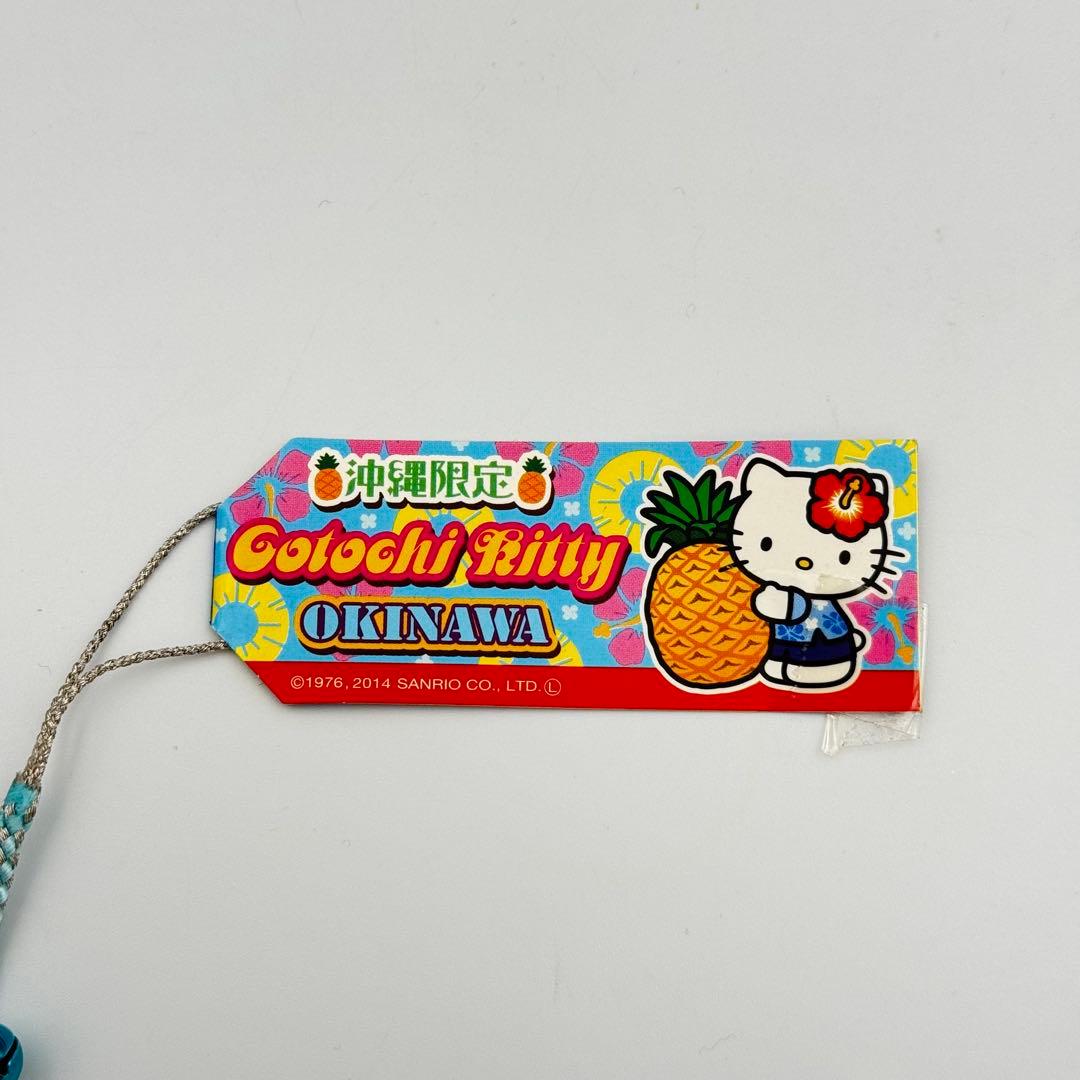 沖縄限定
Gotochi Kitty
OKINAWA
©1976, 2014 SANRIO CO., LTD. Ⓛ